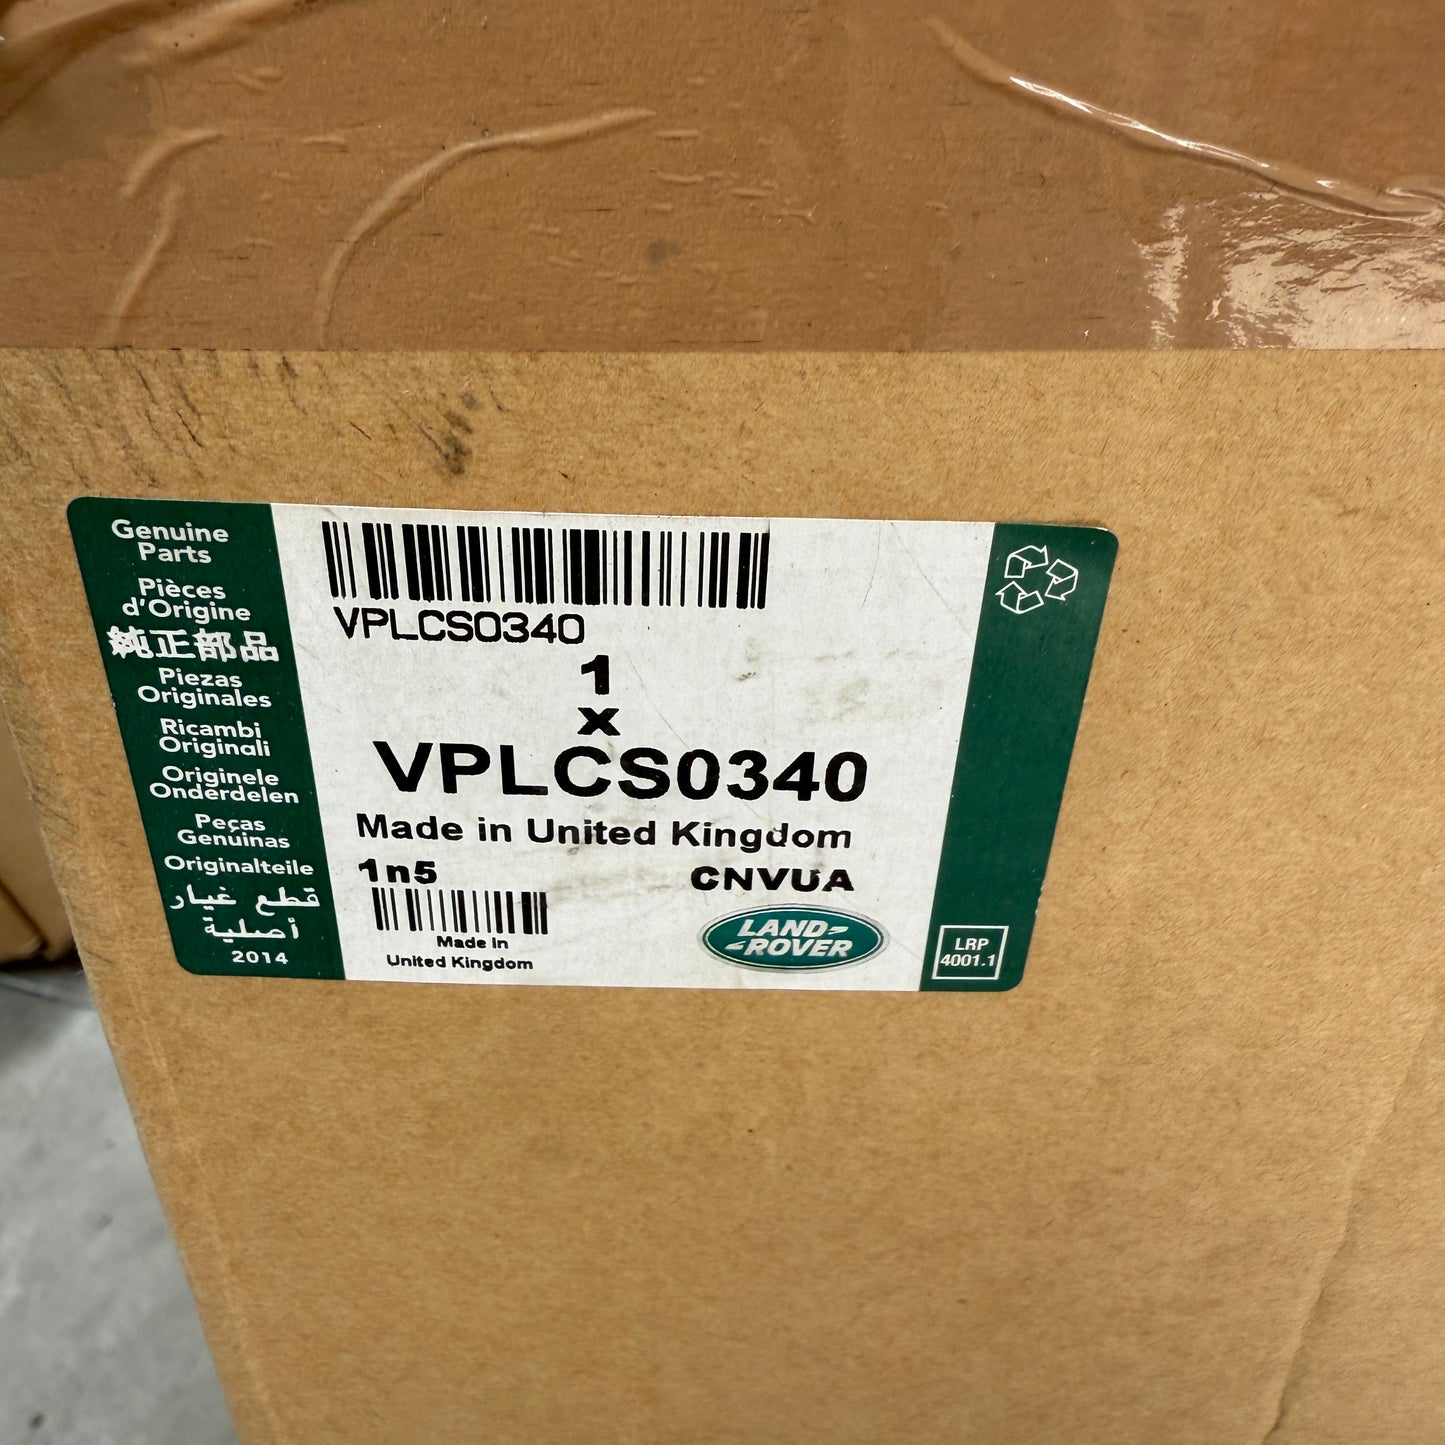 Genuine
Parts
Pièces
d'Origine
純正部品
Piezas
Originales
Ricambi
Originali
Originele
Onderdelen
Peças
Genuinas
Originalteile
قطع غيار
أصلية
2014
VPLCS0340
1
x
VPLCS0340
Made in United Kingdom
1n5 CNVUA
Made in
United Kingdom
LAND
ROVER
LRP
4001.1